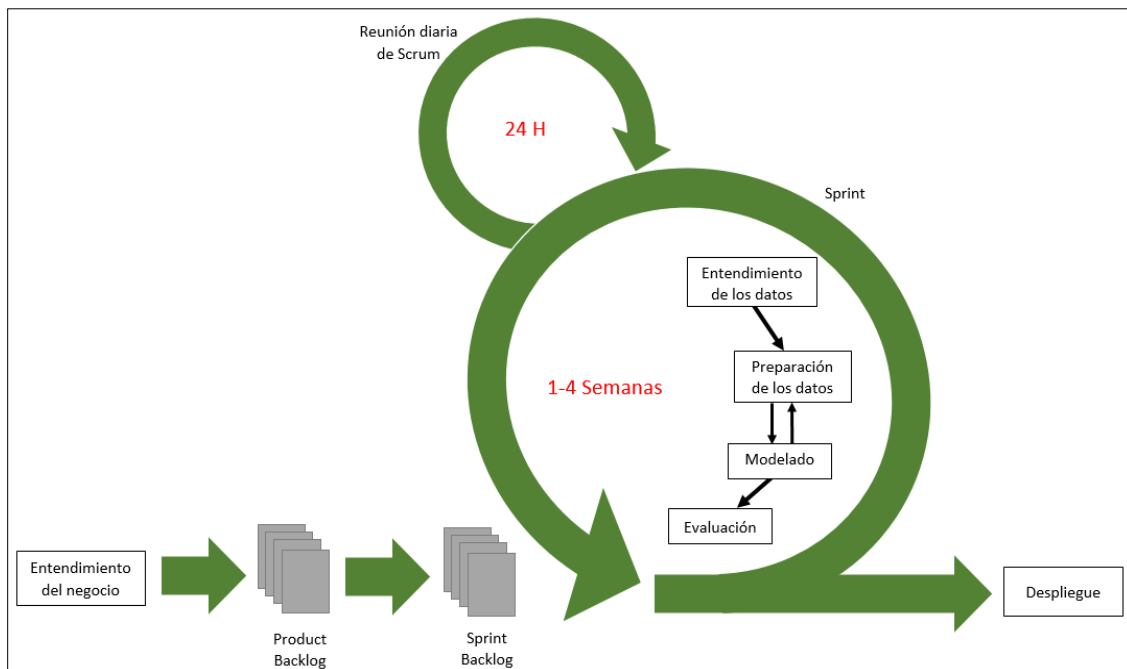 Reunión diaria
de Scrum
24 H
Sprint
Entendimiento
de los datos
Preparación
de los datos
1-4 Semanas
Modelado
Evaluación
Entendimiento
del negocio
Product
Backlog
Sprint
Backlog
Despliegue